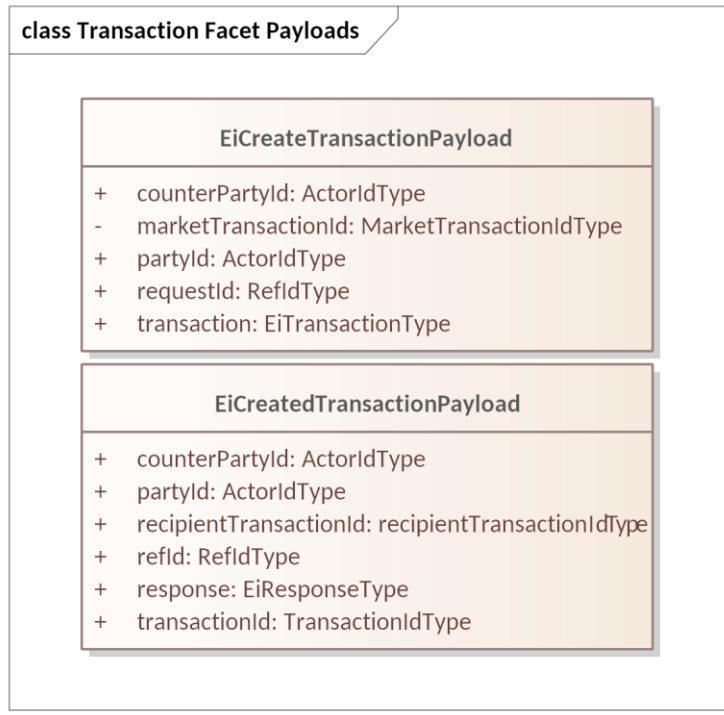 class Transaction Facet Payloads
EiCreateTransactionPayload
+ counterPartyId: ActorIdType
- marketTransactionId: MarketTransactionIdType
+ partyId: ActorIdType
+ requestId: RefIdType
+ transaction: EiTransactionType
EiCreatedTransactionPayload
+ counterPartyId: ActorIdType
+ partyId: ActorIdType
+ recipientTransactionId: recipientTransactionIdType
+ refId: RefIdType
+ response: EiResponseType
+ transactionId: TransactionIdType